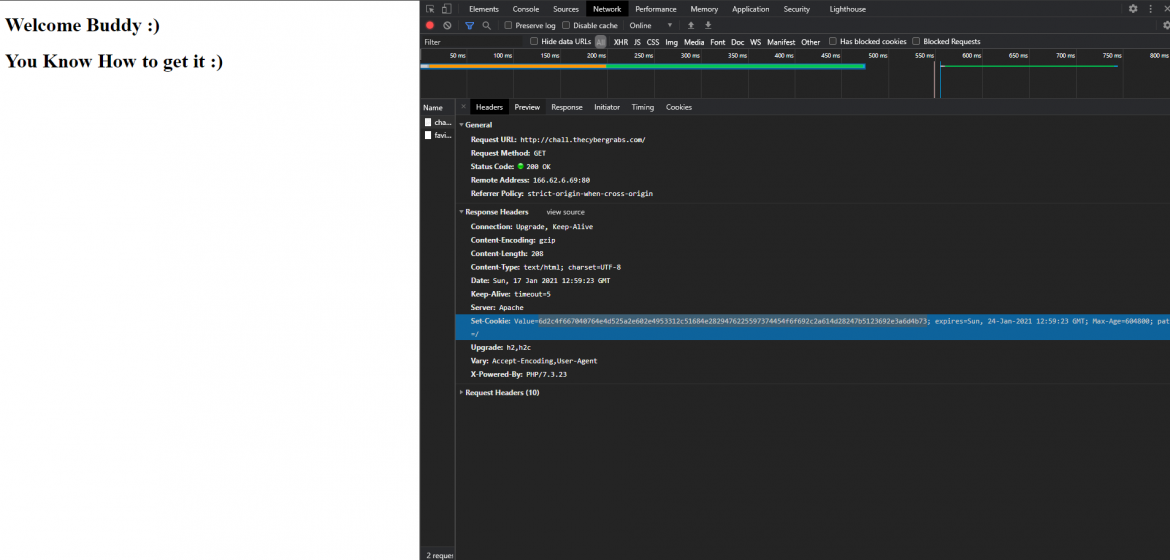 Welcome Buddy :)
You Know How to get it :)
Elements Console Sources Network Performance Memory Application Security Lighthouse
Preserve log Disable cache Online
Filter Hide data URLs All XHR JS CSS Img Media Font Doc WS Manifest Other Has blocked cookies Blocked Requests
50 ms 100 ms 150 ms 200 ms 250 ms 300 ms 350 ms 400 ms 450 ms 500 ms 550 ms 600 ms 650 ms 700 ms 750 ms 800 ms
Name × Headers Preview Response Initiator Timing Cookies
cha...
favi...
General
Request URL: http://chall.thecybergrabs.com/
Request Method: GET
Status Code: 200 OK
Remote Address: 166.62.6.69:80
Referrer Policy: strict-origin-when-cross-origin
Response Headers view source
Connection: Upgrade, Keep-Alive
Content-Encoding: gzip
Content-Length: 208
Content-Type: text/html; charset=UTF-8
Date: Sun, 17 Jan 2021 12:59:23 GMT
Keep-Alive: timeout=5
Server: Apache
Set-Cookie: Value=6d2c4f667040764e4d525a2e602e4953312c51684e2829476225597374454f6f692c2a614d28247b5123692e3a6d4b73; expires=Sun, 24-Jan-2021 12:59:23 GMT; Max-Age=604800; pat
=/
Upgrade: h2,h2c
Vary: Accept-Encoding,User-Agent
X-Powered-By: PHP/7.3.23
Request Headers (10)
2 reques